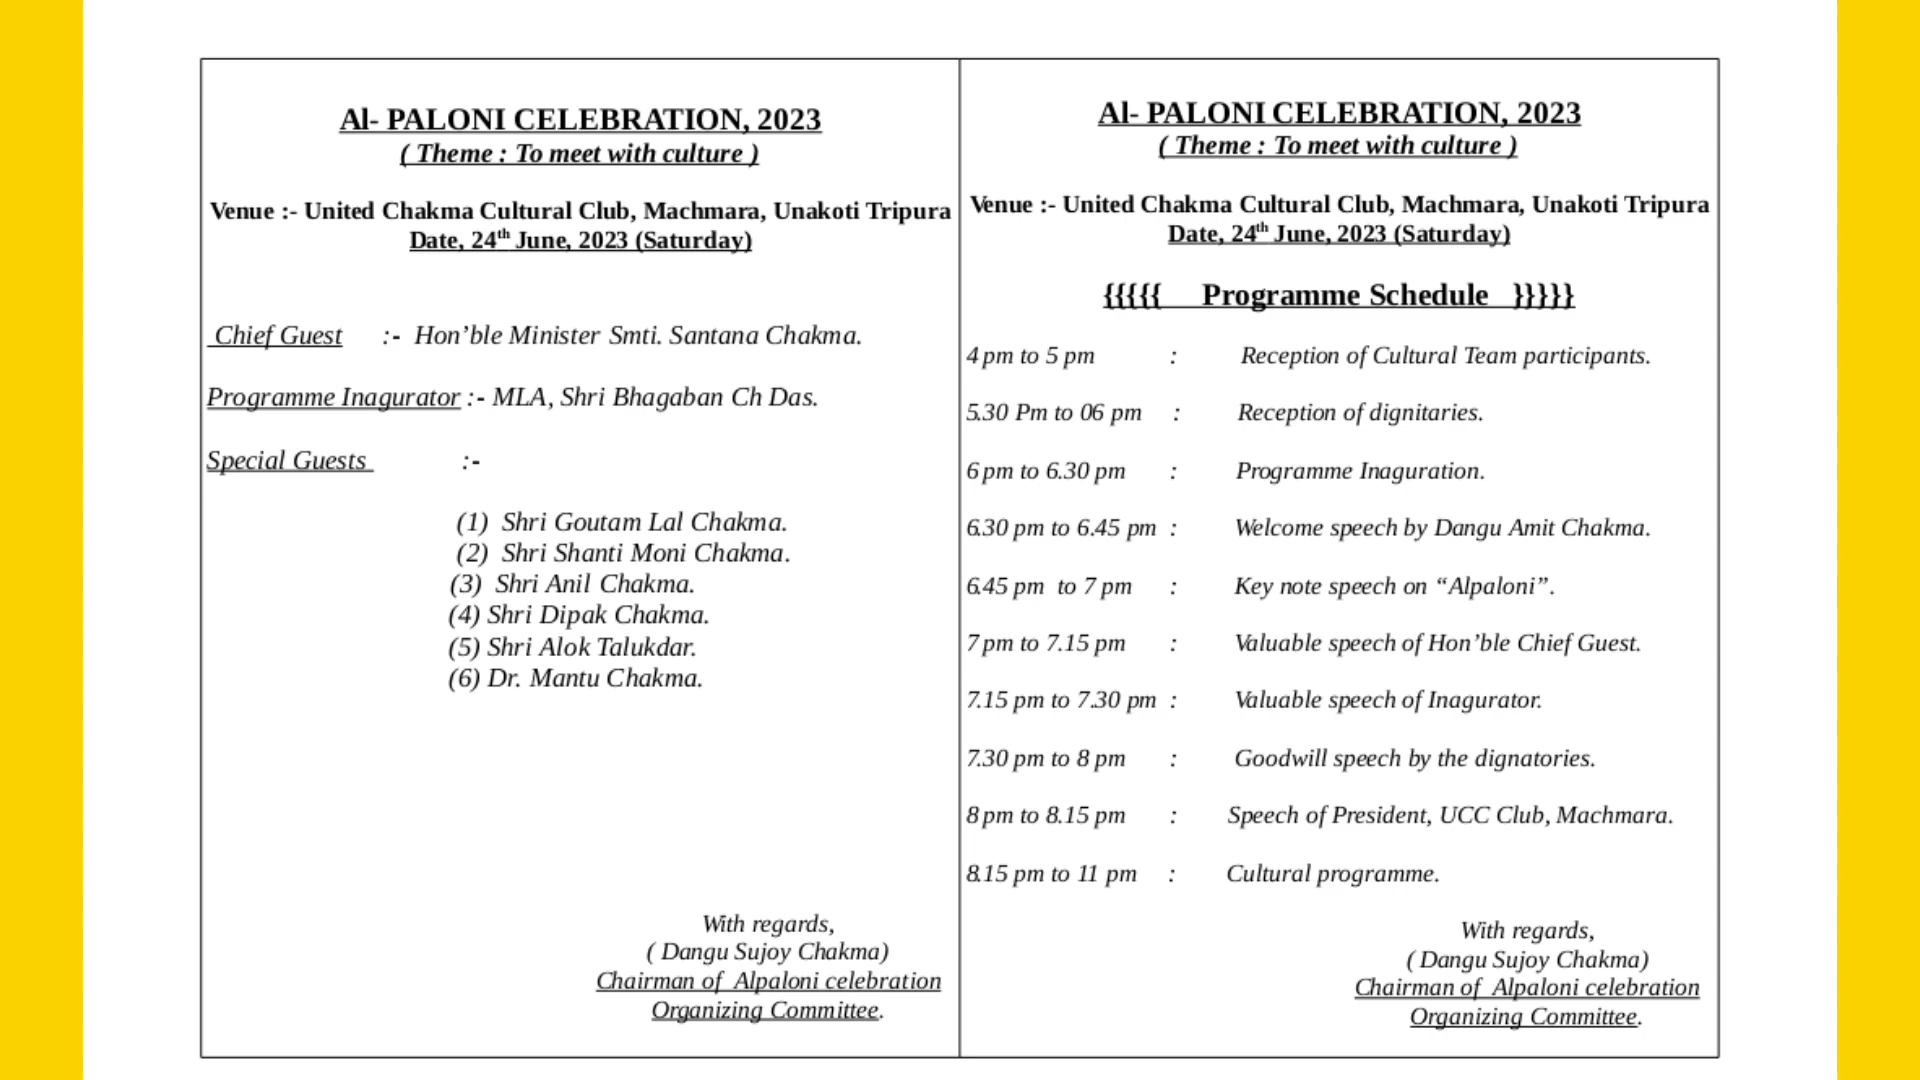 Al- PALONI CELEBRATION, 2023
( Theme : To meet with culture )
Venue :- United Chakma Cultural Club, Machmara, Unakoti Tripura
Date, 24th June, 2023 (Saturday)
Chief Guest :- Hon’ble Minister Smti. Santana Chakma.
Programme Inagurator :- MLA, Shri Bhagaban Ch Das.
Special Guests :-
(1) Shri Goutam Lal Chakma.
(2) Shri Shanti Moni Chakma.
(3) Shri Anil Chakma.
(4) Shri Dipak Chakma.
(5) Shri Alok Talukdar.
(6) Dr. Mantu Chakma.
With regards,
( Dangu Sujoy Chakma)
Chairman of Alpaloni celebration
Organizing Committee.
Al- PALONI CELEBRATION, 2023
( Theme : To meet with culture )
Venue :- United Chakma Cultural Club, Machmara, Unakoti Tripura
Date, 24th June, 2023 (Saturday)
{{{{{ Programme Schedule }}}}}
4 pm to 5 pm : Reception of Cultural Team participants.
5.30 Pm to 06 pm : Reception of dignitaries.
6 pm to 6.30 pm : Programme Inaguration.
6.30 pm to 6.45 pm : Welcome speech by Dangu Amit Chakma.
6.45 pm to 7 pm : Key note speech on “Alpaloni”.
7 pm to 7.15 pm : Valuable speech of Hon’ble Chief Guest.
7.15 pm to 7.30 pm : Valuable speech of Inagurator.
7.30 pm to 8 pm : Goodwill speech by the dignatories.
8 pm to 8.15 pm : Speech of President, UCC Club, Machmara.
8.15 pm to 11 pm : Cultural programme.
With regards,
( Dangu Sujoy Chakma)
Chairman of Alpaloni celebration
Organizing Committee.